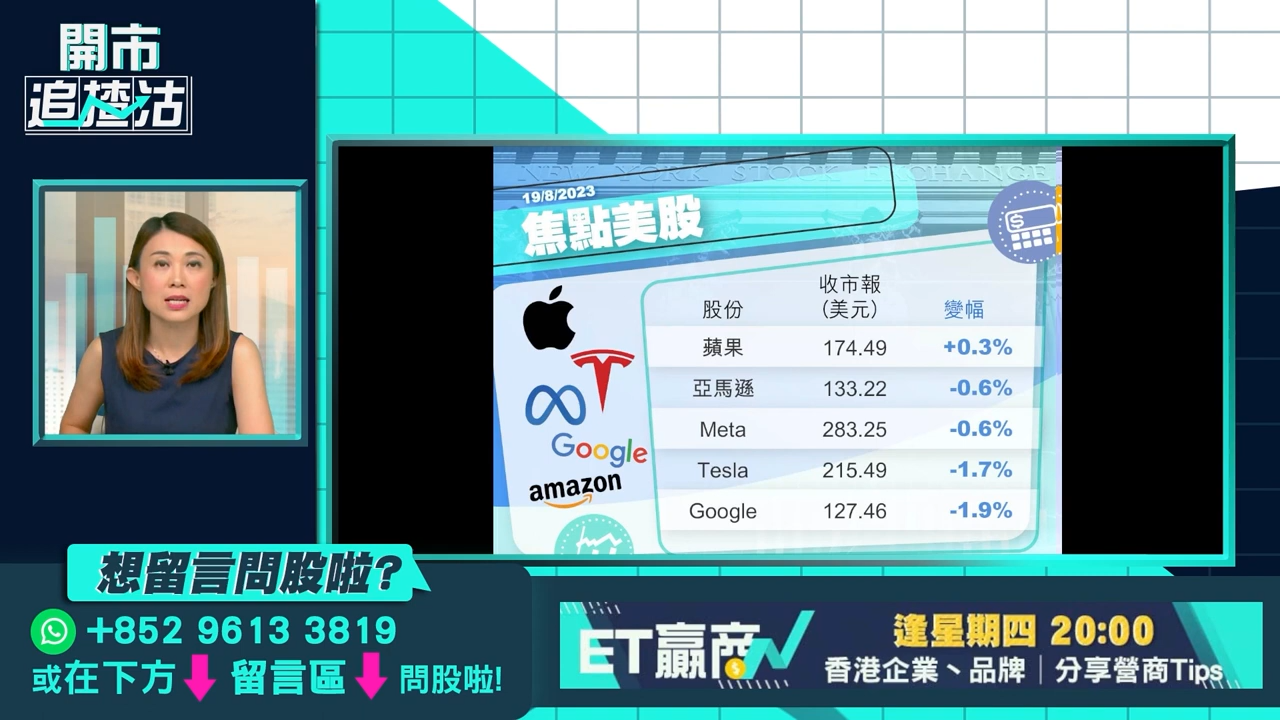 開市
追揸沽
NEW YORK STOCK EXCHANGE
19/8/2023
焦點美股
股份 收市報(美元) 變幅
蘋果 174.49 +0.3%
亞馬遜 133.22 -0.6%
Meta 283.25 -0.6%
Tesla 215.49 -1.7%
Google 127.46 -1.9%
Google
amazon
想留言問股啦?
+852 9613 3819
或在下方 留言區 問股啦!
ET贏商
逢星期四 20:00
香港企業、品牌｜分享營商Tips